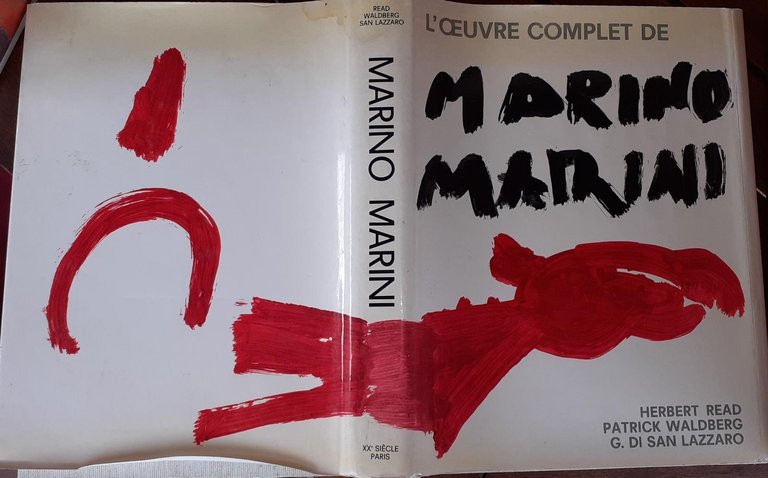 READ
WALDBERG
SAN LAZZARO
MARINO MARINI
XXe SIÈCLE
PARIS
L'ŒUVRE COMPLET DE
MARINO
MARINI
HERBERT READ
PATRICK WALDBERG
G. DI SAN LAZZARO